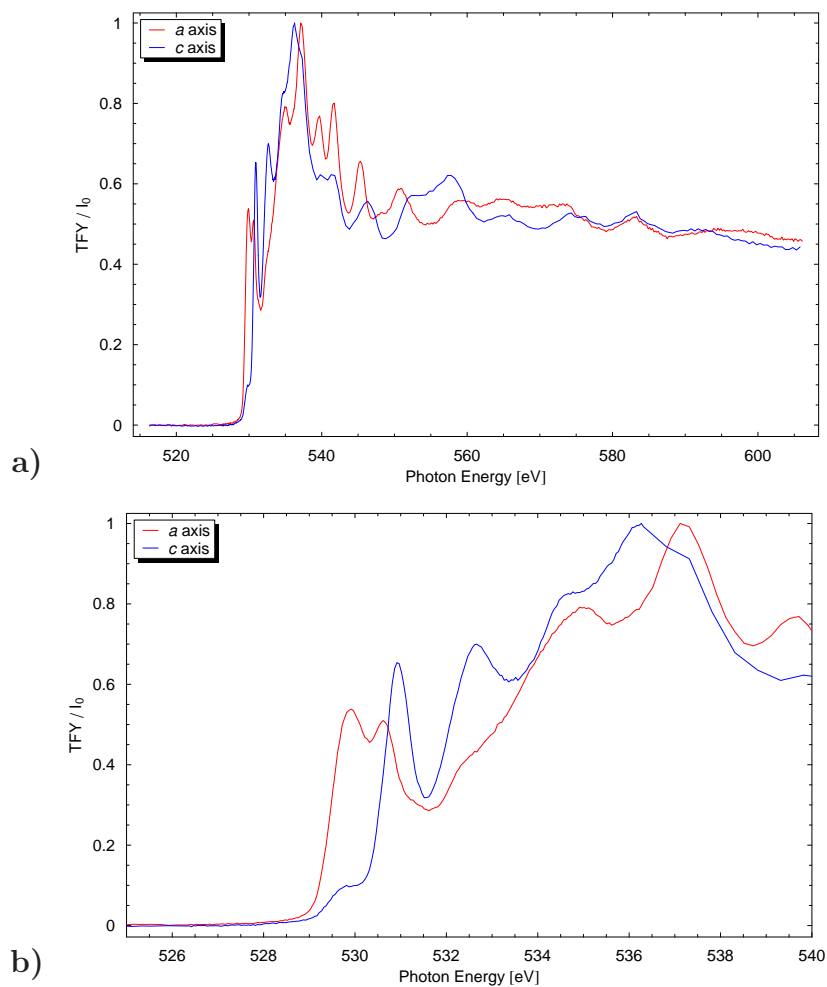 a axis
c axis
TFY / I0
1
0.8
0.6
0.4
0.2
0
520 540 560 580 600
Photon Energy [eV]
a)
a axis
c axis
TFY / I0
1
0.8
0.6
0.4
0.2
0
526 528 530 532 534 536 538 540
Photon Energy [eV]
b)